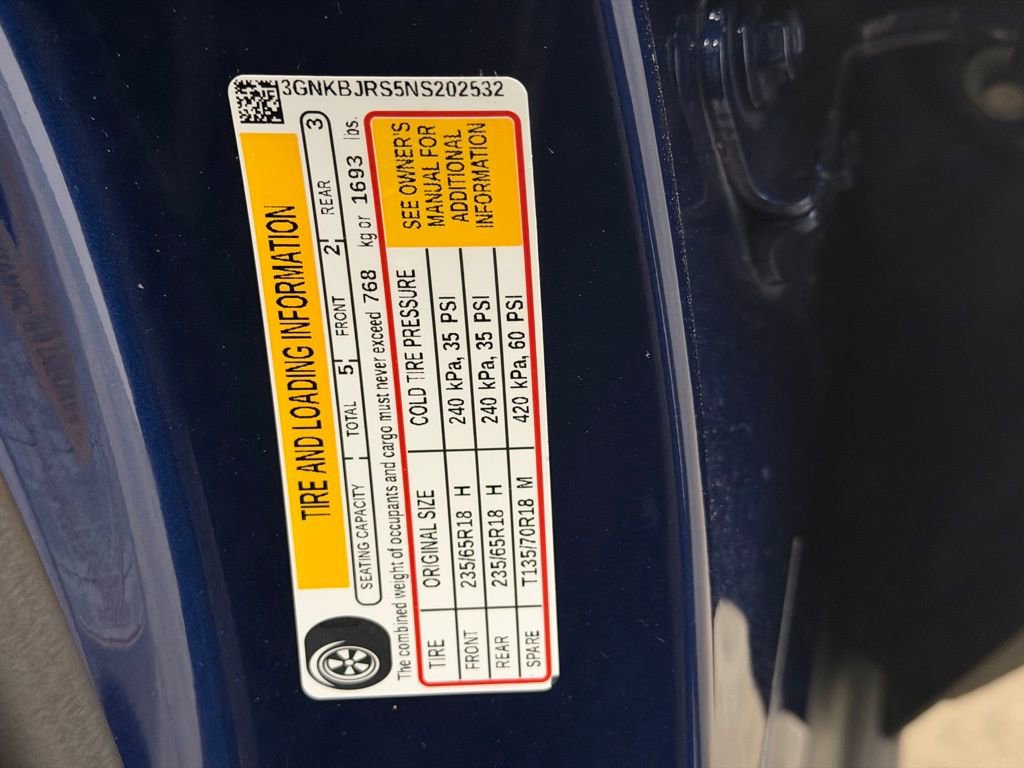 3GNKBJRS5NS202532
TIRE AND LOADING INFORMATION
SEATING CAPACITY TOTAL 5 FRONT 2 REAR 3
The combined weight of occupants and cargo must never exceed 768 kg or 1693 lbs.
TIRE ORIGINAL SIZE COLD TIRE PRESSURE
FRONT 235/65R18 H 240 kPa, 35 PSI
REAR 235/65R18 H 240 kPa, 35 PSI
SPARE T135/70R18 M 420 kPa, 60 PSI
SEE OWNER'S
MANUAL FOR
ADDITIONAL
INFORMATION